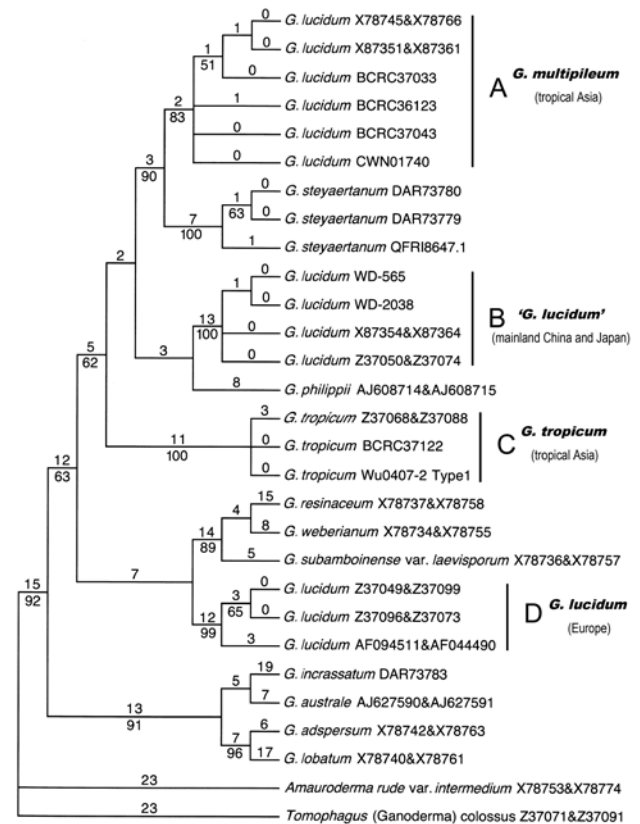 0
G. lucidum X78745&X78766
1
0
G. lucidum X87351&X87361
A G. multipileum
(tropical Asia)
1
51
0
G. lucidum BCRC37033
2
83
1
G. lucidum BCRC36123
0
G. lucidum BCRC37043
0
G. lucidum CWN01740
3
90
0
G. steyaertanum DAR73780
1
63
0
G. steyaertanum DAR73779
7
100
1
G. steyaertanum QFRI8647.1
2
0
G. lucidum WD-565
1
0
G. lucidum WD-2038
B ‘G. lucidum’
(mainland China and Japan)
13
100
0
G. lucidum X87354&X87364
0
G. lucidum Z37050&Z37074
3
8
G. philippii AJ608714&AJ608715
5
62
3
G. tropicum Z37068&Z37088
11
100
0
G. tropicum BCRC37122
C G. tropicum
(tropical Asia)
0
G. tropicum Wu0407-2 Type1
12
63
15
G. resinaceum X78737&X78758
4
8
G. weberianum X78734&X78755
14
89
5
G. subamboinense var. laevisporum X78736&X78757
7
0
G. lucidum Z37049&Z37099
3
65
0
G. lucidum Z37096&Z37073
D G. lucidum
(Europe)
12
99
3
G. lucidum AF094511&AF044490
15
92
19
G. incrassatum DAR73783
5
7
G. australe AJ627590&AJ627591
13
91
6
G. adspersum X78742&X78763
7
96
17
G. lobatum X78740&X78761
23
Amauroderma rude var. intermedium X78753&X78774
23
Tomophagus (Ganoderma) colossus Z37071&Z37091